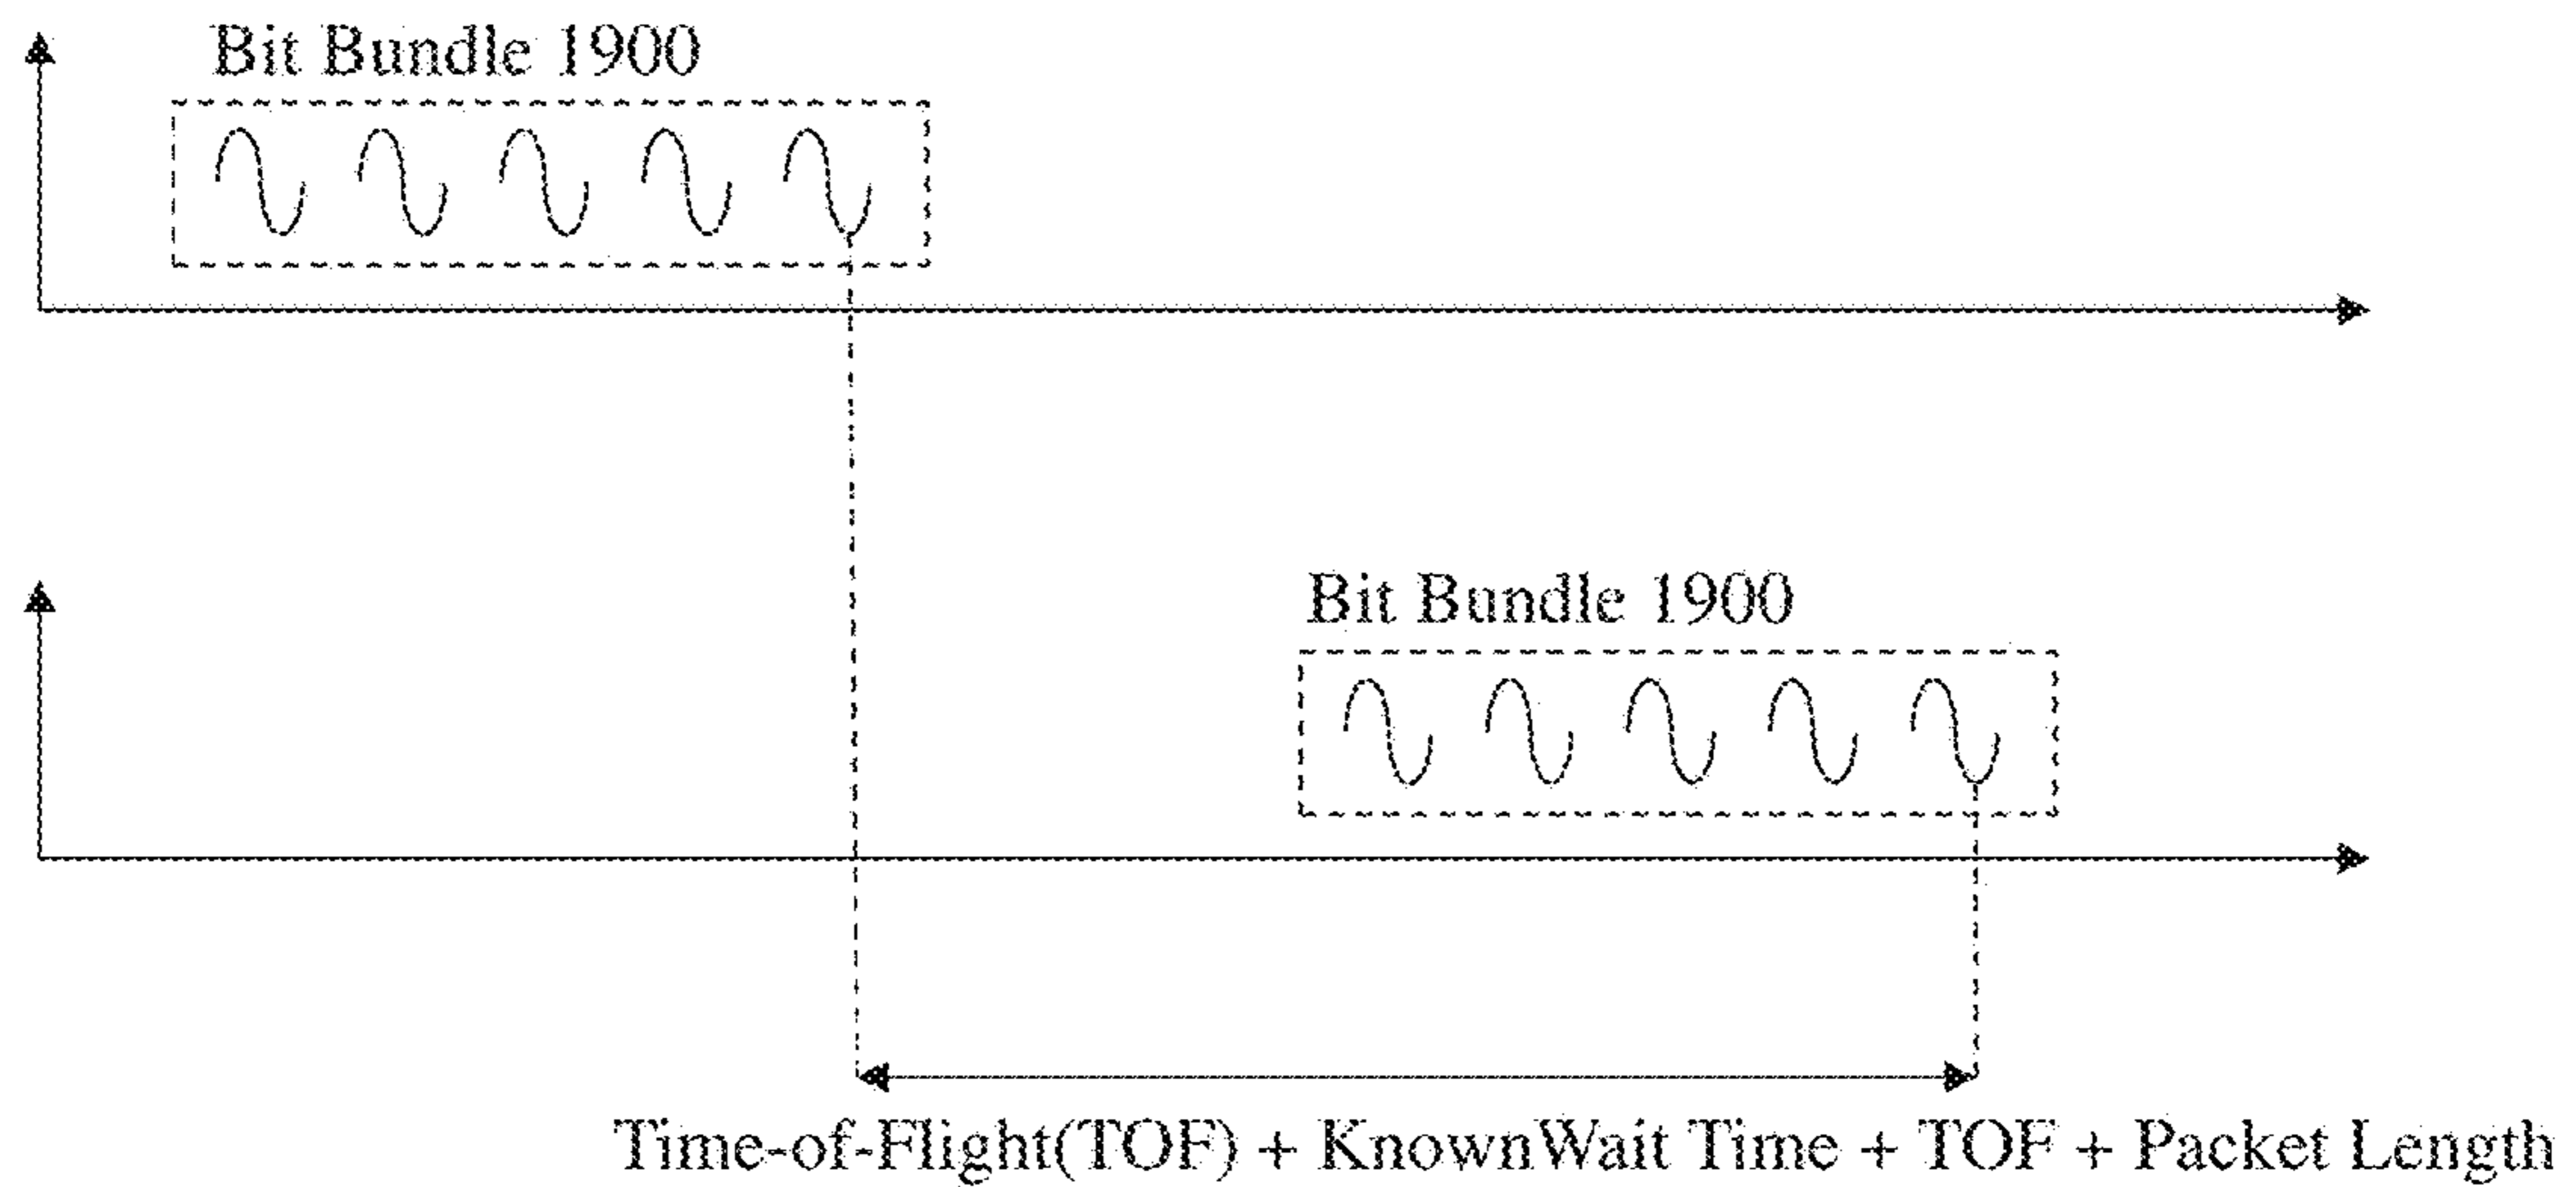 Bit Bundle 1900
Bit Bundle 1900
Time-of-Flight(TOF) + KnownWait Time + TOF + Packet Length